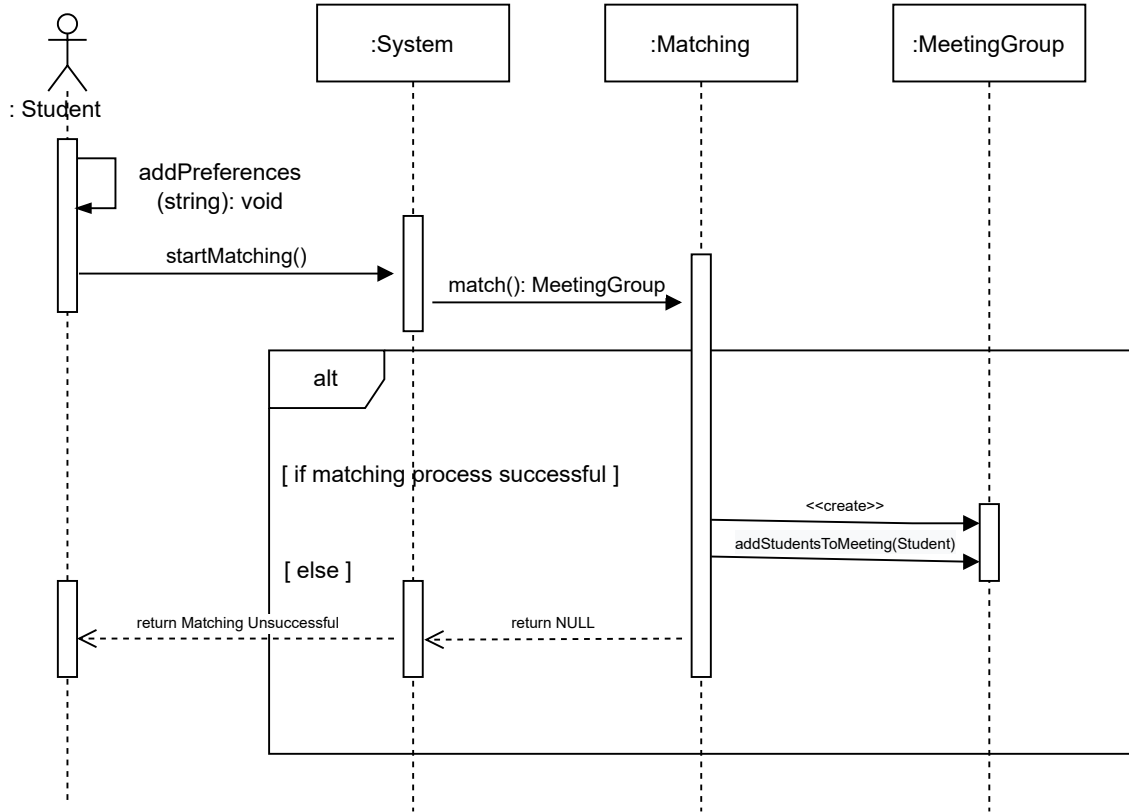 : Student
:System
:Matching
:MeetingGroup
addPreferences
(string): void
startMatching()
match(): MeetingGroup
alt
[ if matching process successful ]
<<create>>
addStudentsToMeeting(Student)
[ else ]
return Matching Unsuccessful
return NULL